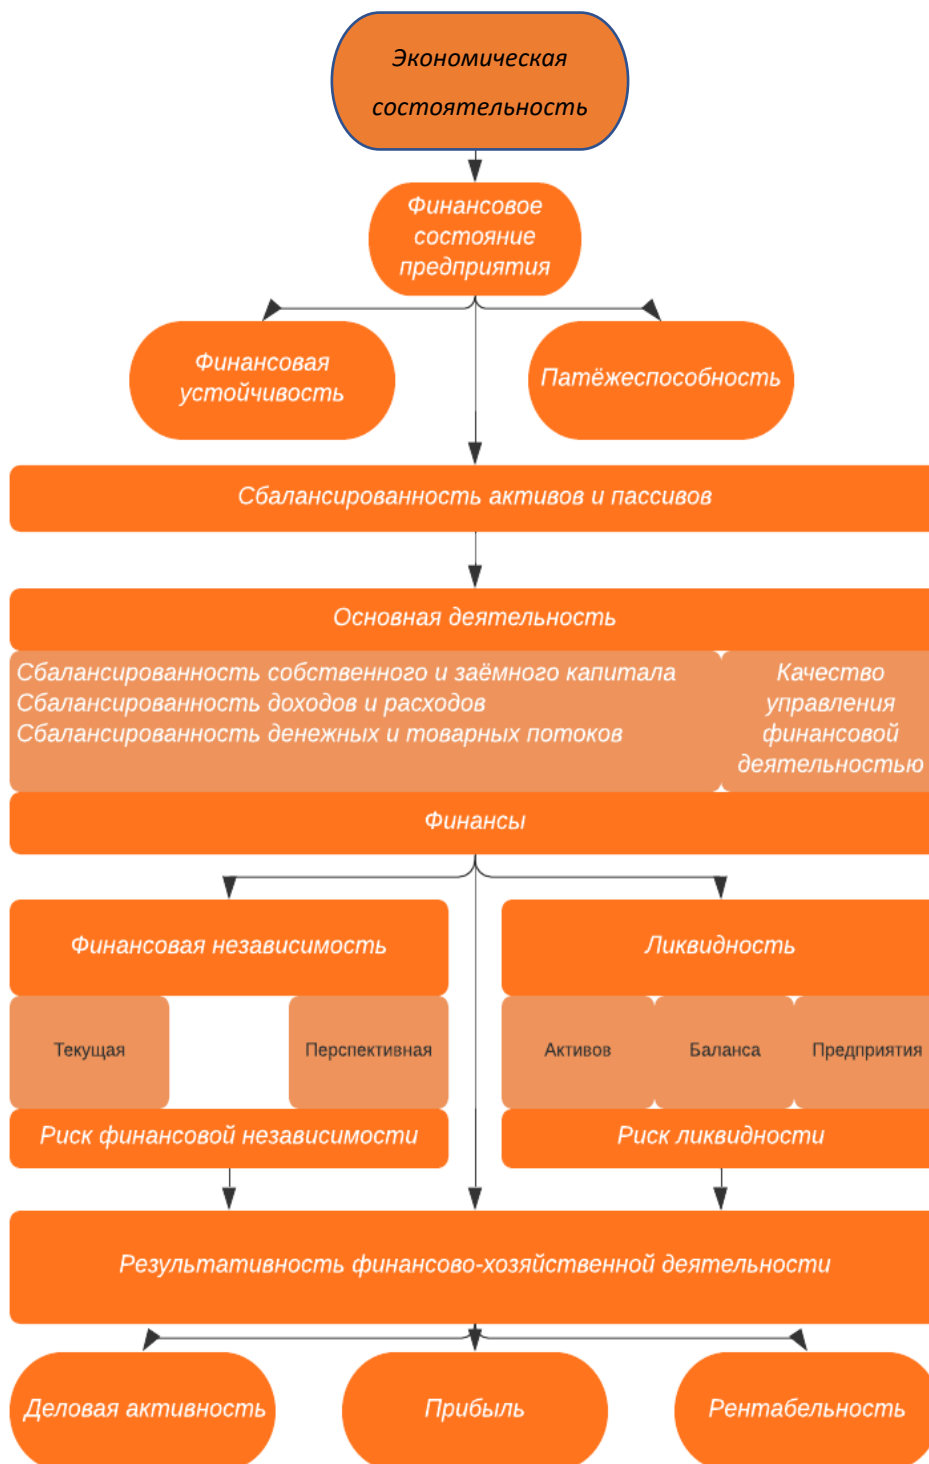 Экономическая
состоятельность
Финансовое
состояние
предприятия
Финансовая
устойчивость
Патёжеспособность
Сбалансированность активов и пассивов
Основная деятельность
Сбалансированность собственного и заёмного капитала
Сбалансированность доходов и расходов
Сбалансированность денежных и товарных потоков
Качество
управления
финансовой
деятельностью
Финансы
Финансовая независимость
Ликвидность
Текущая
Перспективная
Активов
Баланса
Предприятия
Риск финансовой независимости
Риск ликвидности
Результативность финансово-хозяйственной деятельности
Деловая активность
Прибыль
Рентабельность